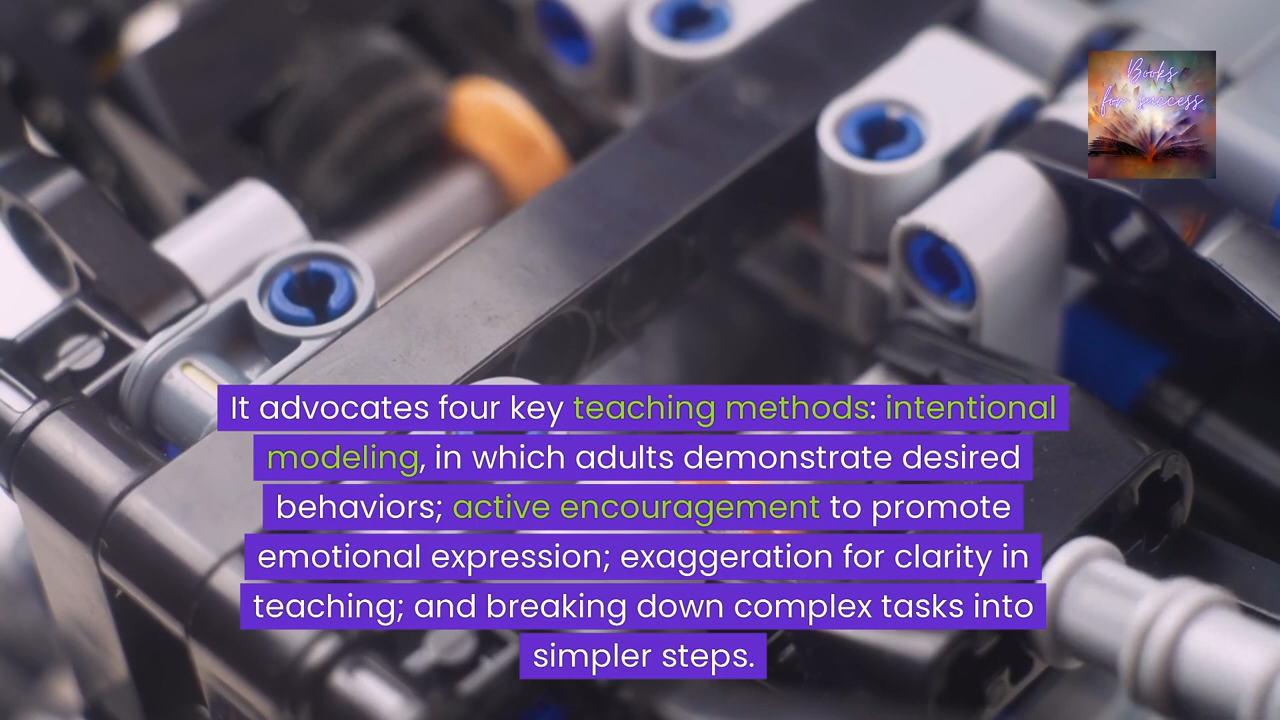 Books
for success
It advocates four key teaching methods: intentional
modeling, in which adults demonstrate desired
behaviors; active encouragement to promote
emotional expression; exaggeration for clarity in
teaching; and breaking down complex tasks into
simpler steps.